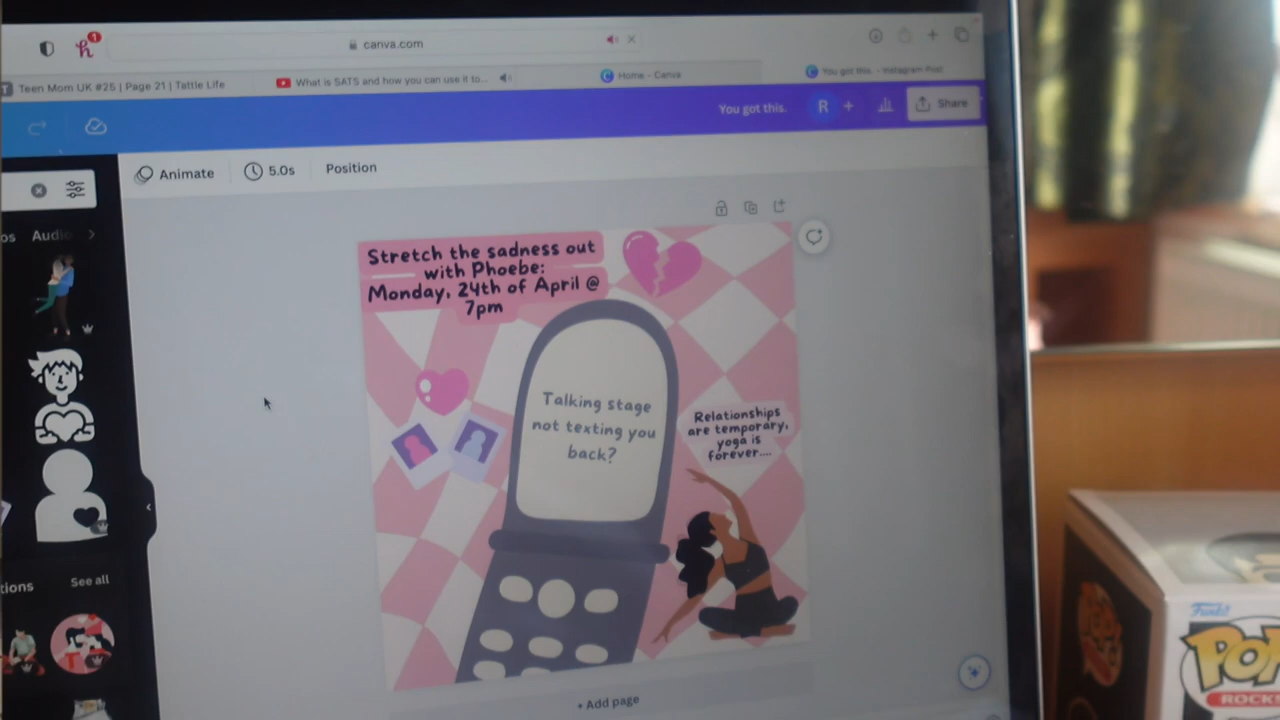 1
canva.com
Teen Mom UK #25 | Page 21 | Tattle Life
What is SATS and how you can use it to...
Home - Canva
You got this. - Instagram Post
You got this.
R
+
Share
Animate
5.0s
Position
Audio
Stretch the sadness out
with Phoebe:
Monday, 24th of April @
7pm
Talking stage
not texting you
back?
Relationships
are temporary,
yoga is
forever....
See all
+ Add page
Funko
POP
ROCKS